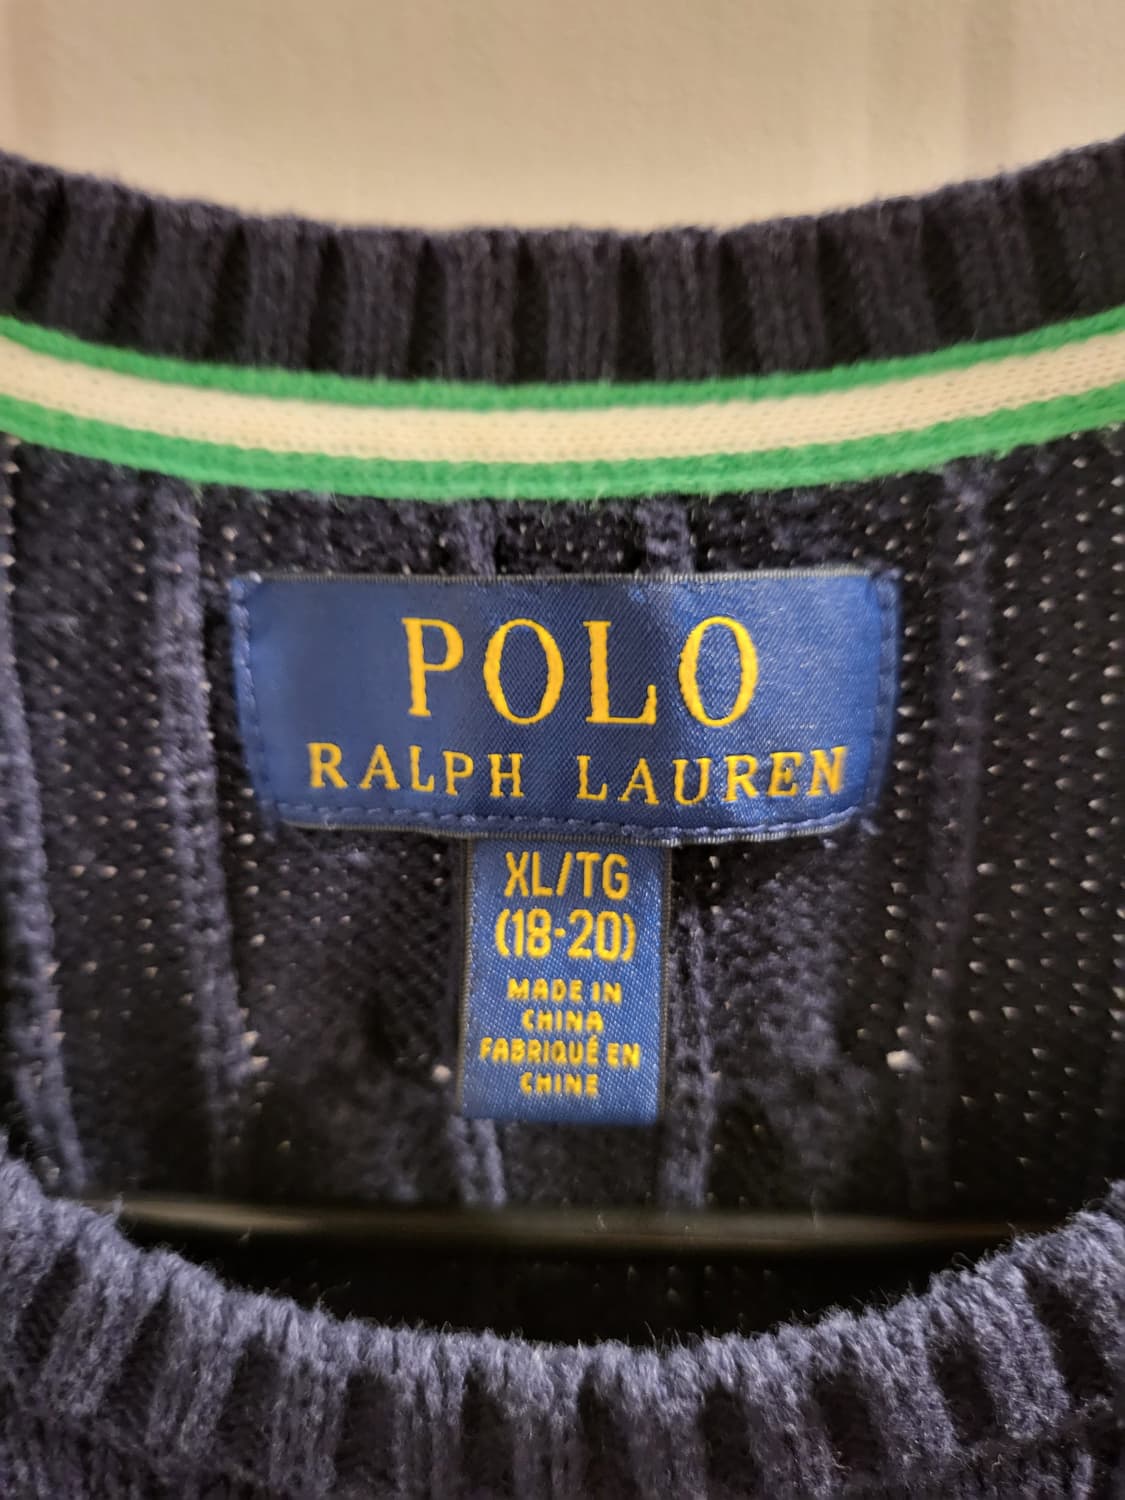 POLO
RALPH LAUREN
XL/TG
(18-20)
MADE IN
CHINA
FABRIQUÉ EN
CHINE